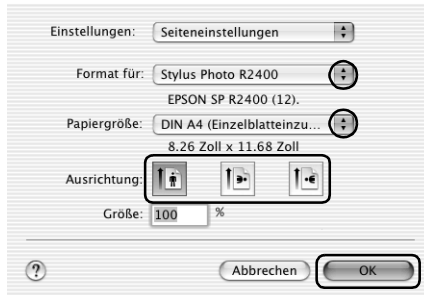 Einstellungen: Seiteneinstellungen
Format für: Stylus Photo R2400
EPSON SP R2400 (12).
Papiergröße: DIN A4 (Einzelblatteinzu...
8.26 Zoll x 11.68 Zoll
Ausrichtung:
Größe: 100 %
? Abbrechen OK